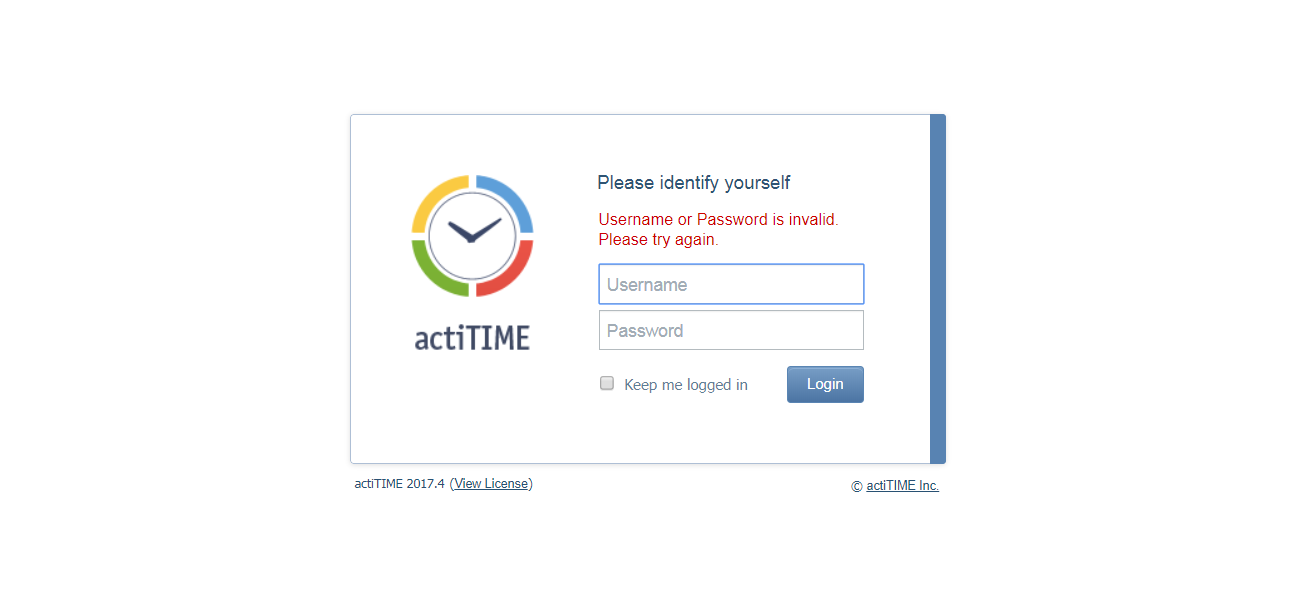 Please identify yourself
Username or Password is invalid.
Please try again.
Username
Password
actiTIME
Keep me logged in
Login
actiTIME 2017.4 (View License)
© actiTIME Inc.